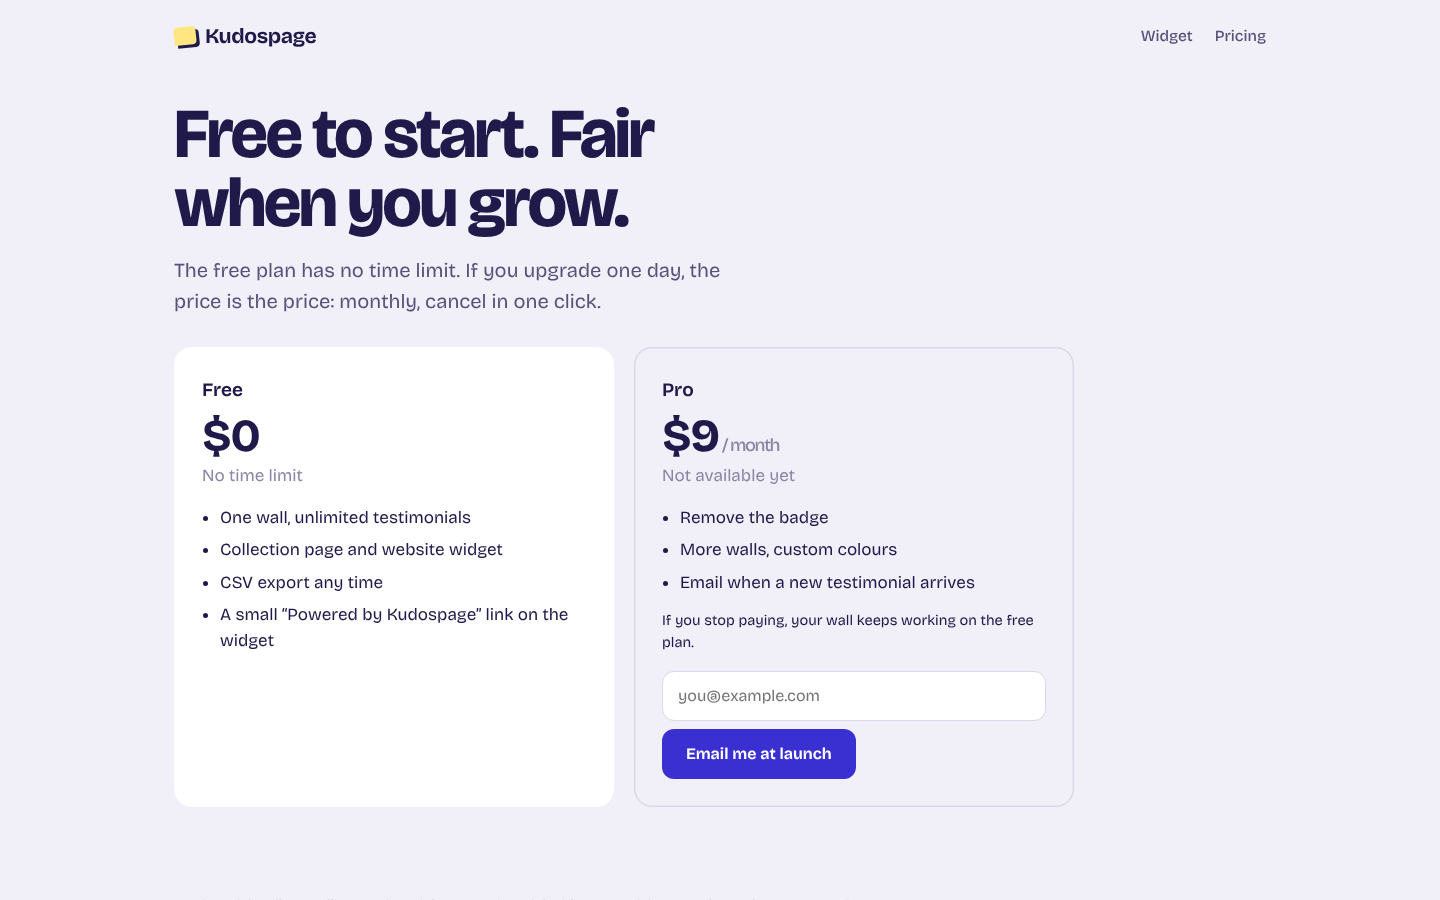 Kudospage
Widget
Pricing
Free to start. Fair
when you grow.
The free plan has no time limit. If you upgrade one day, the
price is the price: monthly, cancel in one click.
Free
$0
No time limit
• One wall, unlimited testimonials
• Collection page and website widget
• CSV export any time
• A small “Powered by Kudospage” link on the
widget
Pro
$9 / month
Not available yet
• Remove the badge
• More walls, custom colours
• Email when a new testimonial arrives
If you stop paying, your wall keeps working on the free
plan.
you@example.com
Email me at launch